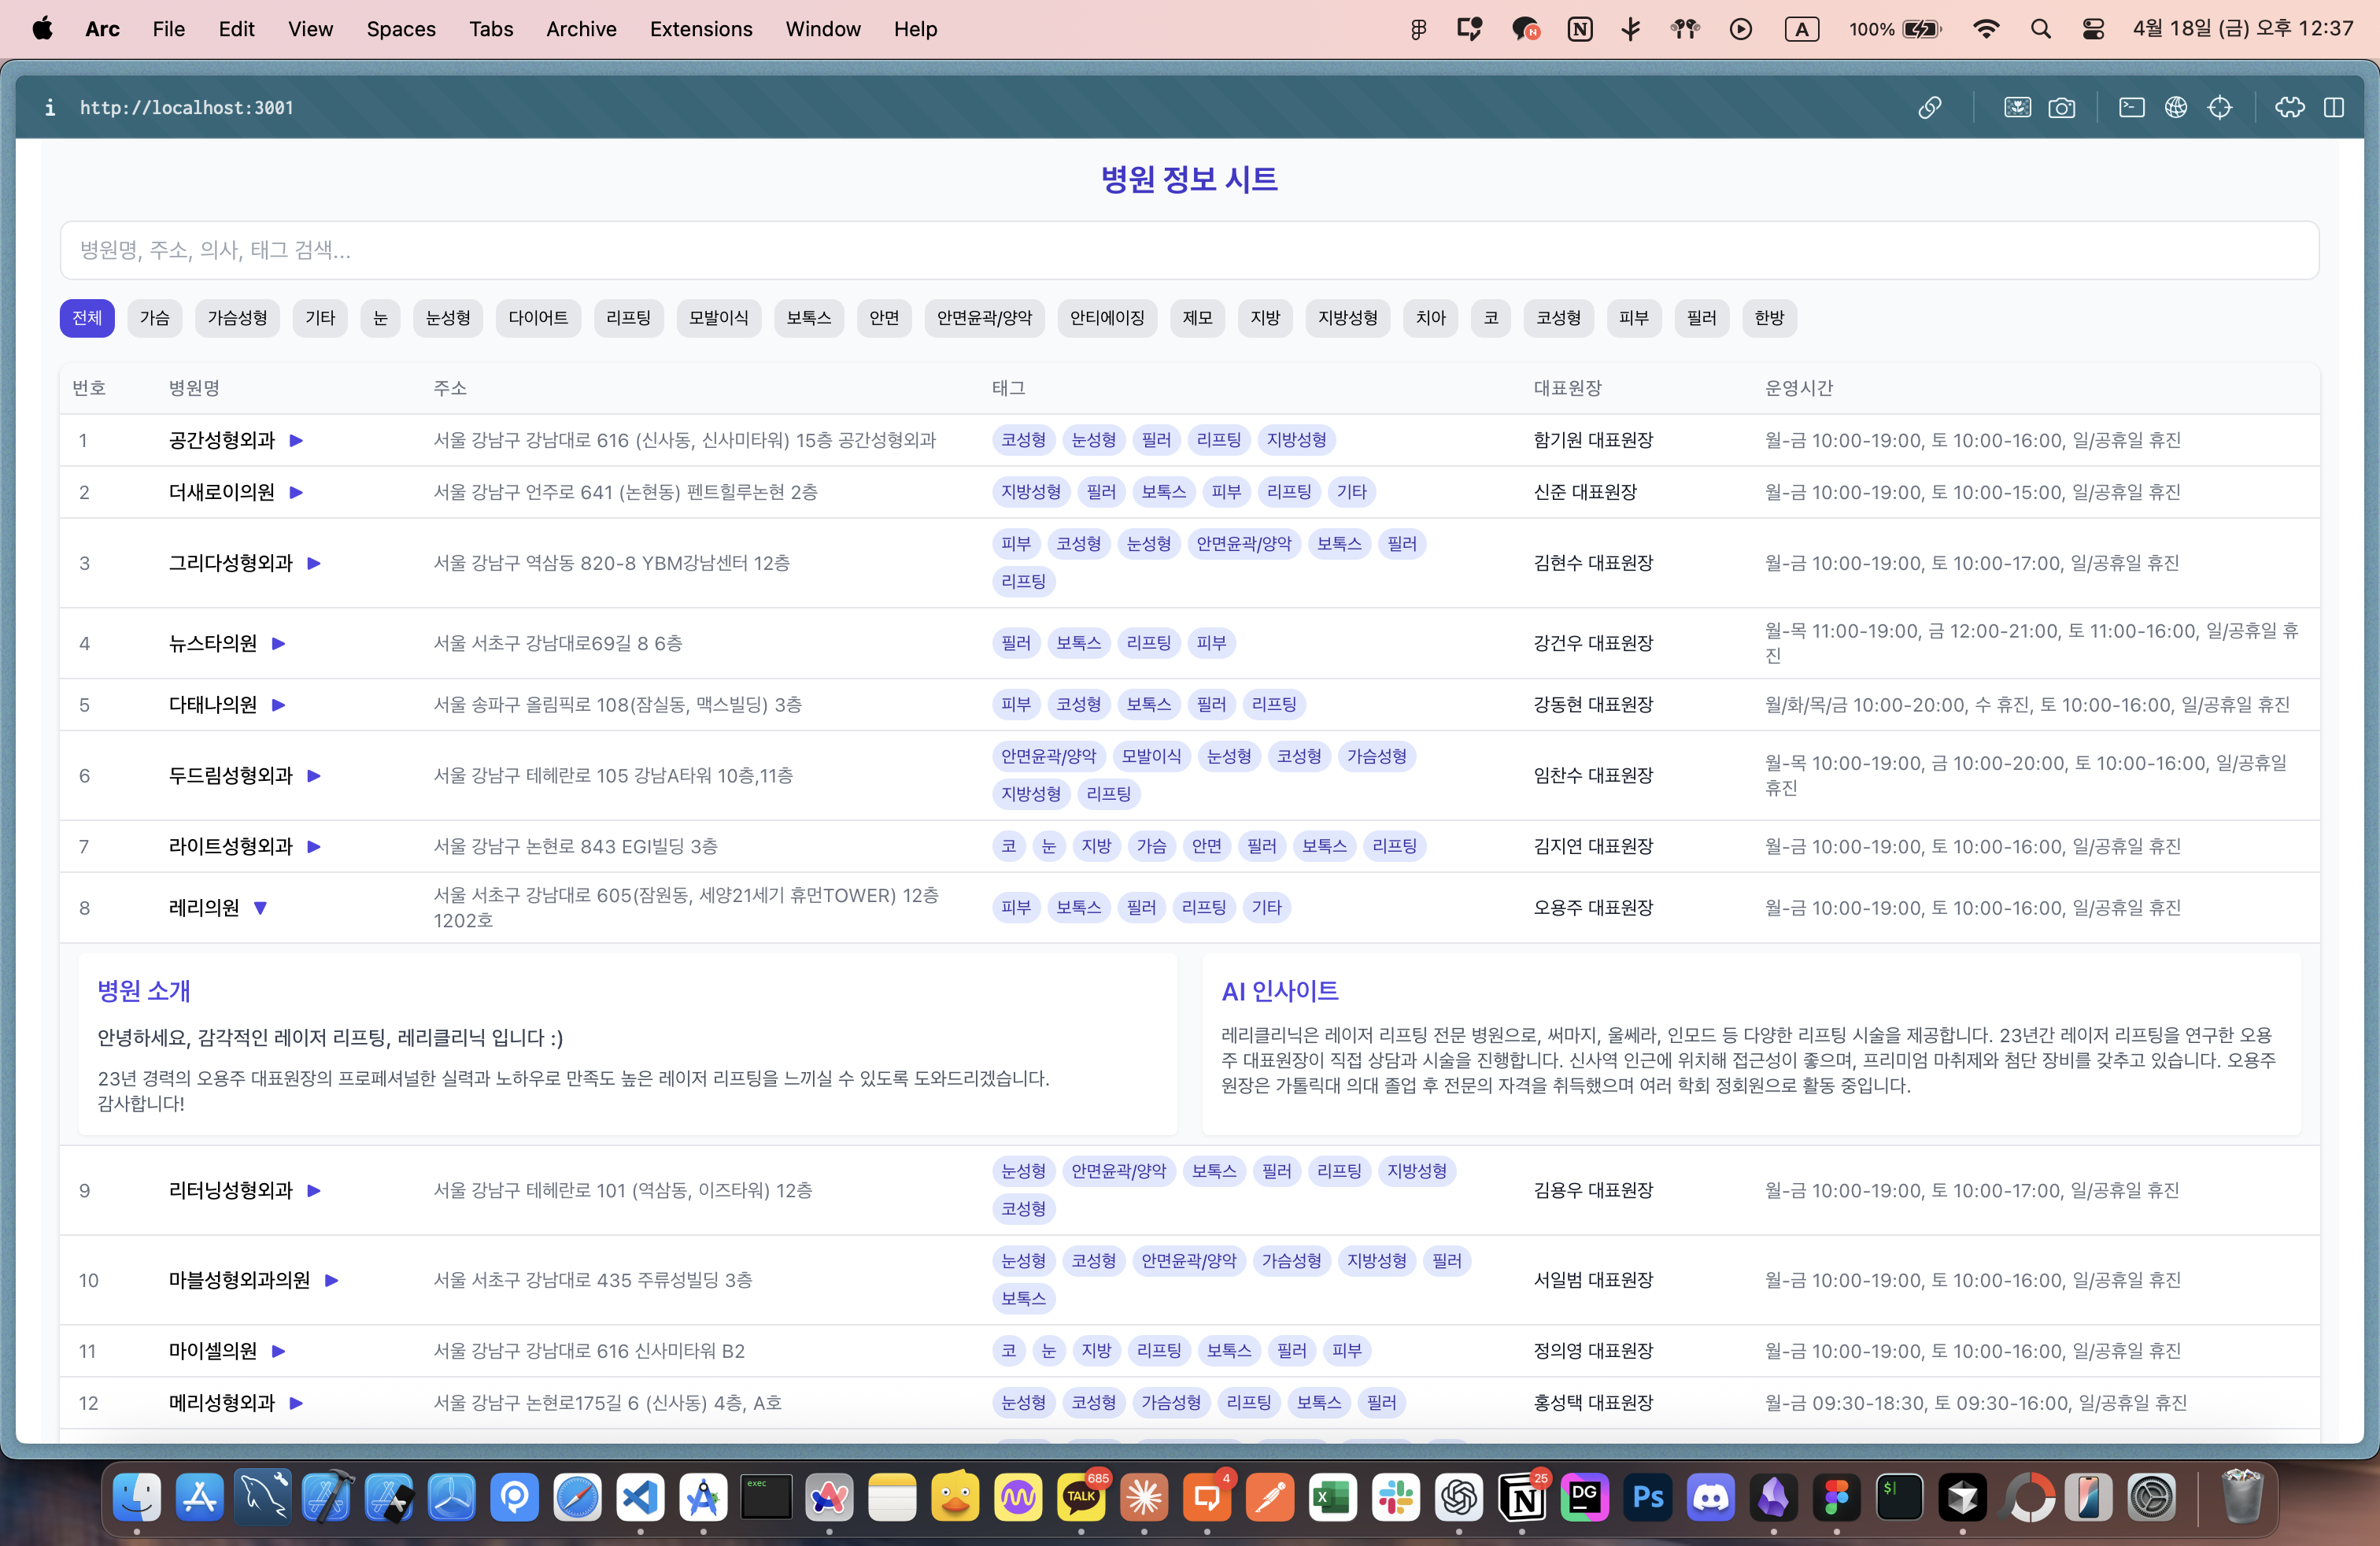 Arc File Edit View Spaces Tabs Archive Extensions Window Help N N A 100% 4월 18일 (금) 오후 12:37
i http://localhost:3001
병원 정보 시트
병원명, 주소, 의사, 태그 검색...
전체 가슴 가슴성형 기타 눈 눈성형 다이어트 리프팅 모발이식 보톡스 안면 안면윤곽/양악 안티에이징 제모 지방 지방성형 치아 코 코성형 피부 필러 한방
번호 병원명 주소 태그 대표원장 운영시간
1 공간성형외과 ▶ 서울 강남구 강남대로 616 (신사동, 신사미타워) 15층 공간성형외과 코성형 눈성형 필러 리프팅 지방성형 함기원 대표원장 월-금 10:00-19:00, 토 10:00-16:00, 일/공휴일 휴진
2 더새로이의원 ▶ 서울 강남구 언주로 641 (논현동) 펜트힐루논현 2층 지방성형 필러 보톡스 피부 리프팅 기타 신준 대표원장 월-금 10:00-19:00, 토 10:00-15:00, 일/공휴일 휴진
3 그리다성형외과 ▶ 서울 강남구 역삼동 820-8 YBM강남센터 12층 피부 코성형 눈성형 안면윤곽/양악 보톡스 필러
리프팅 김현수 대표원장 월-금 10:00-19:00, 토 10:00-17:00, 일/공휴일 휴진
4 뉴스타의원 ▶ 서울 서초구 강남대로69길 8 6층 필러 보톡스 리프팅 피부 강건우 대표원장 월-목 11:00-19:00, 금 12:00-21:00, 토 11:00-16:00, 일/공휴일 휴
진
5 다태나의원 ▶ 서울 송파구 올림픽로 108(잠실동, 맥스빌딩) 3층 피부 코성형 보톡스 필러 리프팅 강동현 대표원장 월/화/목/금 10:00-20:00, 수 휴진, 토 10:00-16:00, 일/공휴일 휴진
6 두드림성형외과 ▶ 서울 강남구 테헤란로 105 강남A타워 10층,11층 안면윤곽/양악 모발이식 눈성형 코성형 가슴성형
지방성형 리프팅 임찬수 대표원장 월-목 10:00-19:00, 금 10:00-20:00, 토 10:00-16:00, 일/공휴일
휴진
7 라이트성형외과 ▶ 서울 강남구 논현로 843 EGI빌딩 3층 코 눈 지방 가슴 안면 필러 보톡스 리프팅 김지연 대표원장 월-금 10:00-19:00, 토 10:00-16:00, 일/공휴일 휴진
8 레리의원 ▼ 서울 서초구 강남대로 605(잠원동, 세양21세기 휴먼TOWER) 12층
1202호 피부 보톡스 필러 리프팅 기타 오용주 대표원장 월-금 10:00-19:00, 토 10:00-16:00, 일/공휴일 휴진
병원 소개
안녕하세요, 감각적인 레이저 리프팅, 레리클리닉 입니다 :)
23년 경력의 오용주 대표원장의 프로페셔널한 실력과 노하우로 만족도 높은 레이저 리프팅을 느끼실 수 있도록 도와드리겠습니다.
감사합니다!
AI 인사이트
레리클리닉은 레이저 리프팅 전문 병원으로, 써마지, 울쎄라, 인모드 등 다양한 리프팅 시술을 제공합니다. 23년간 레이저 리프팅을 연구한 오용
주 대표원장이 직접 상담과 시술을 진행합니다. 신사역 인근에 위치해 접근성이 좋으며, 프리미엄 마취제와 첨단 장비를 갖추고 있습니다. 오용주
원장은 가톨릭대 의대 졸업 후 전문의 자격을 취득했으며 여러 학회 정회원으로 활동 중입니다.
9 리터닝성형외과 ▶ 서울 강남구 테헤란로 101 (역삼동, 이즈타워) 12층 눈성형 안면윤곽/양악 보톡스 필러 리프팅 지방성형
코성형 김용우 대표원장 월-금 10:00-19:00, 토 10:00-17:00, 일/공휴일 휴진
10 마블성형외과의원 ▶ 서울 서초구 강남대로 435 주류성빌딩 3층 눈성형 코성형 안면윤곽/양악 가슴성형 지방성형 필러
보톡스 서일범 대표원장 월-금 10:00-19:00, 토 10:00-16:00, 일/공휴일 휴진
11 마이셀의원 ▶ 서울 강남구 강남대로 616 신사미타워 B2 코 눈 지방 리프팅 보톡스 필러 피부 정의영 대표원장 월-금 10:00-19:00, 토 10:00-16:00, 일/공휴일 휴진
12 메리성형외과 ▶ 서울 강남구 논현로175길 6 (신사동) 4층, A호 눈성형 코성형 가슴성형 리프팅 보톡스 필러 홍성택 대표원장 월-금 09:30-18:30, 토 09:30-16:00, 일/공휴일 휴진
exec TALK 685 4 X N 25 DG Ps $